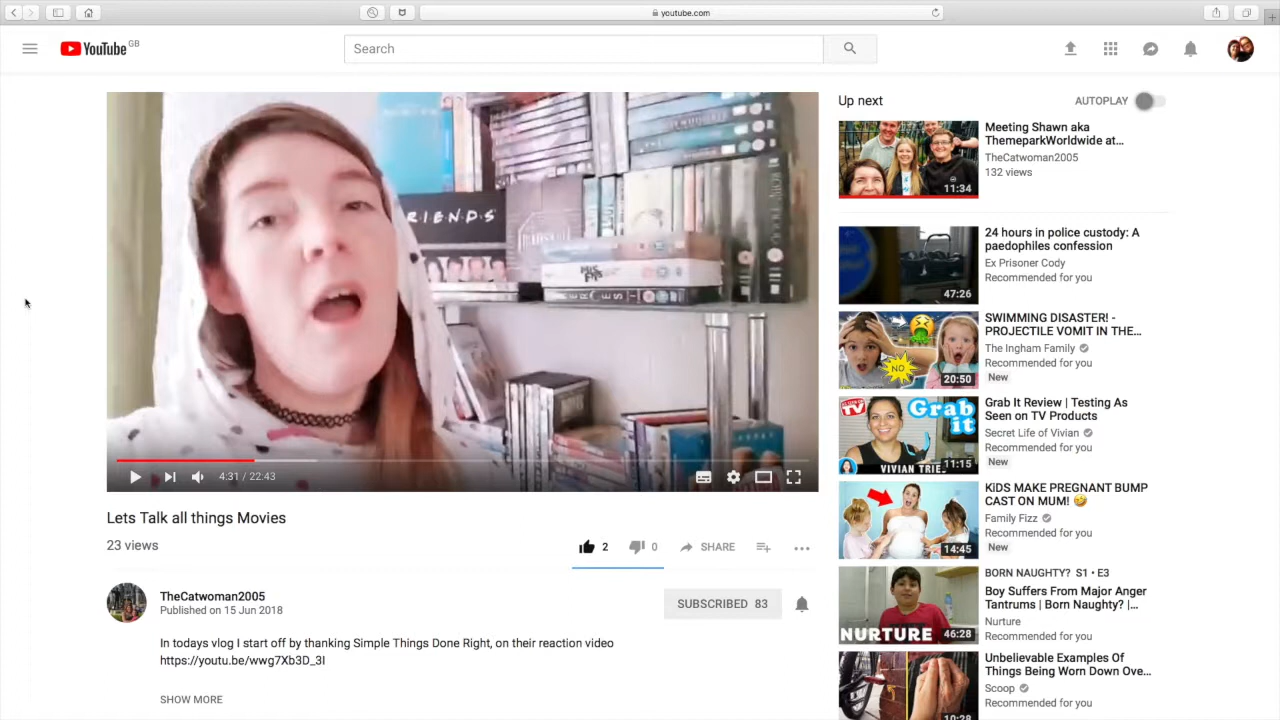 youtube.com
YouTube GB
Search
Up next
AUTOPLAY
Meeting Shawn aka
ThemeparkWorldwide at...
TheCatwoman2005
132 views
11:34
FRIENDS
24 hours in police custody: A
paedophiles confession
Ex Prisoner Cody
Recommended for you
47:26
SWIMMING DISASTER! -
PROJECTILE VOMIT IN THE...
The Ingham Family
Recommended for you
New
NO
20:50
Grab It Review | Testing As
Seen on TV Products
Secret Life of Vivian
Recommended for you
New
TV
Grab
it
VIVIAN TRIES
11:15
4:31 / 22:43
KiDS MAKE PREGNANT BUMP
CAST ON MUM! 🤣
Family Fizz
Recommended for you
New
14:45
Lets Talk all things Movies
23 views
2
0
SHARE
BORN NAUGHTY? S1 • E3
Boy Suffers From Major Anger
Tantrums | Born Naughty? |...
Nurture
Recommended for you
NURTURE
46:28
TheCatwoman2005
Published on 15 Jun 2018
SUBSCRIBED 83
In todays vlog I start off by thanking Simple Things Done Right, on their reaction video
https://youtu.be/wwg7Xb3D_3I
SHOW MORE
Unbelievable Examples Of
Things Being Worn Down Ove...
Scoop
Recommended for you
10:28